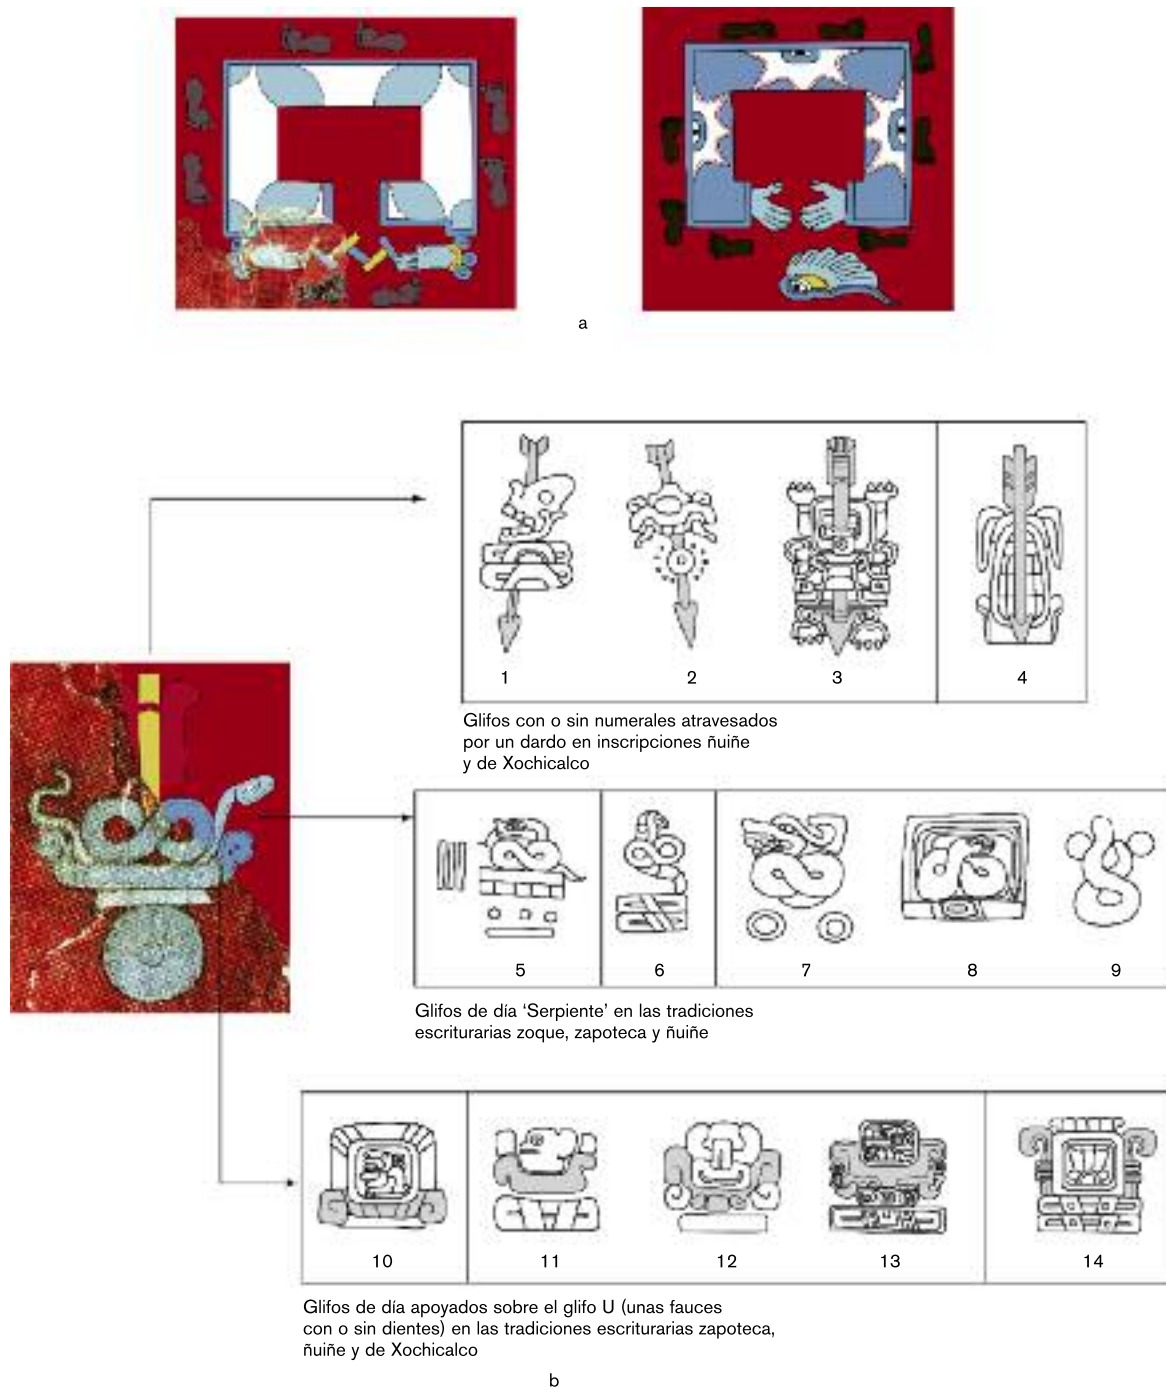 a
1 2 3 4
Glifos con o sin numerales atravesados
por un dardo en inscripciones ñuiñe
y de Xochicalco
5 6 7 8 9
Glifos de día ‘Serpiente’ en las tradiciones
escriturarias zoque, zapoteca y ñuiñe
10 11 12 13 14
Glifos de día apoyados sobre el glifo U (unas fauces
con o sin dientes) en las tradiciones escriturarias zapoteca,
ñuiñe y de Xochicalco
b